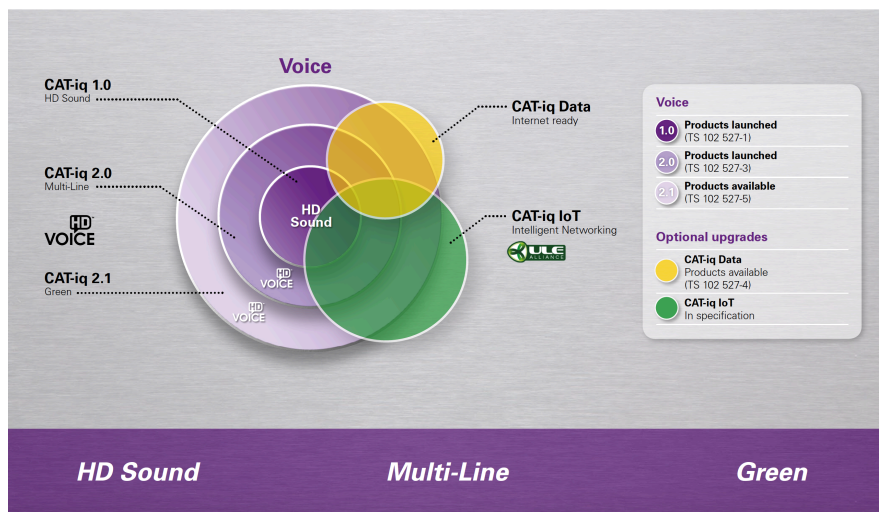 Voice
CAT-iq 1.0
HD Sound
CAT-iq 2.0
Multi-Line
HD
VOICE
CAT-iq 2.1
Green
HD
Sound
HD
VOICE
HD
VOICE
CAT-iq Data
Internet ready
CAT-iq IoT
Intelligent Networking
ULE
ALLIANCE
Voice
1.0 Products launched
(TS 102 527-1)
2.0 Products launched
(TS 102 527-3)
2.1 Products available
(TS 102 527-5)
Optional upgrades
CAT-iq Data
Products available
(TS 102 527-4)
CAT-iq IoT
In specification
HD Sound Multi-Line Green